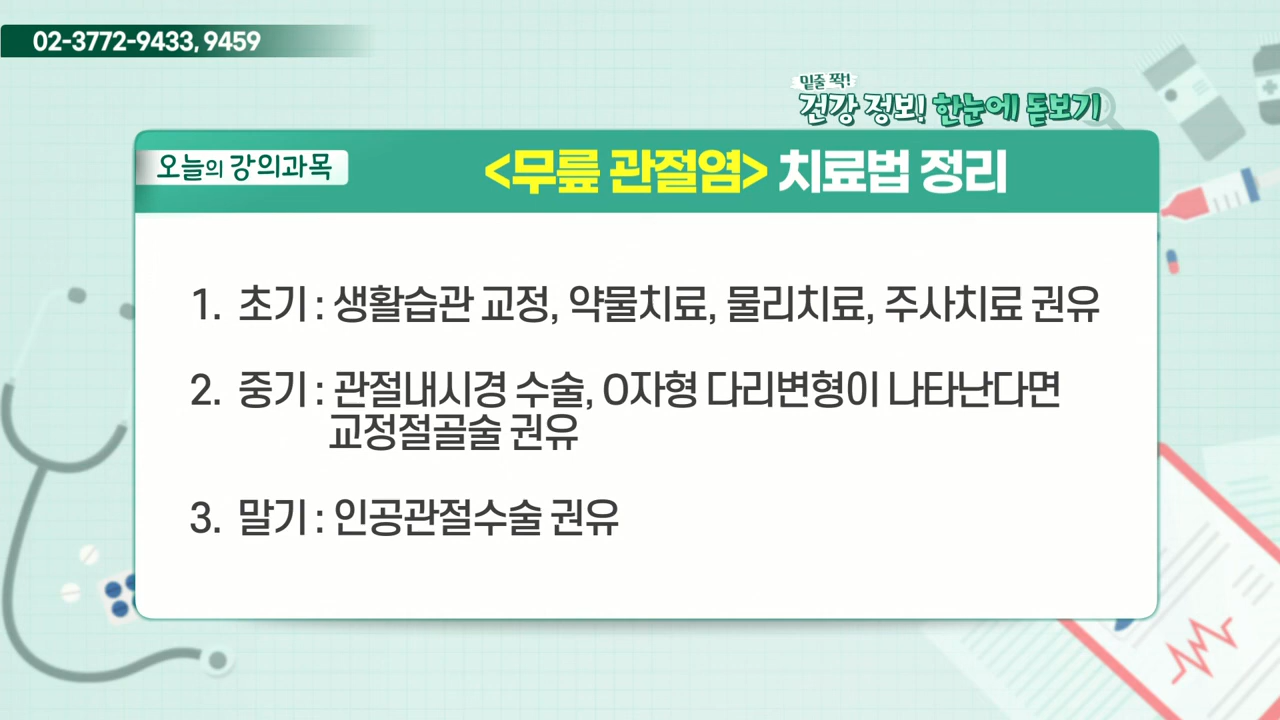 02-3772-9433, 9459
밑줄 쫙!
건강 정보! 한눈에 돋보기
오늘의 강의과목
<무릎 관절염> 치료법 정리
1. 초기 : 생활습관 교정, 약물치료, 물리치료, 주사치료 권유
2. 중기 : 관절내시경 수술, O자형 다리변형이 나타난다면
교정절골술 권유
3. 말기 : 인공관절수술 권유